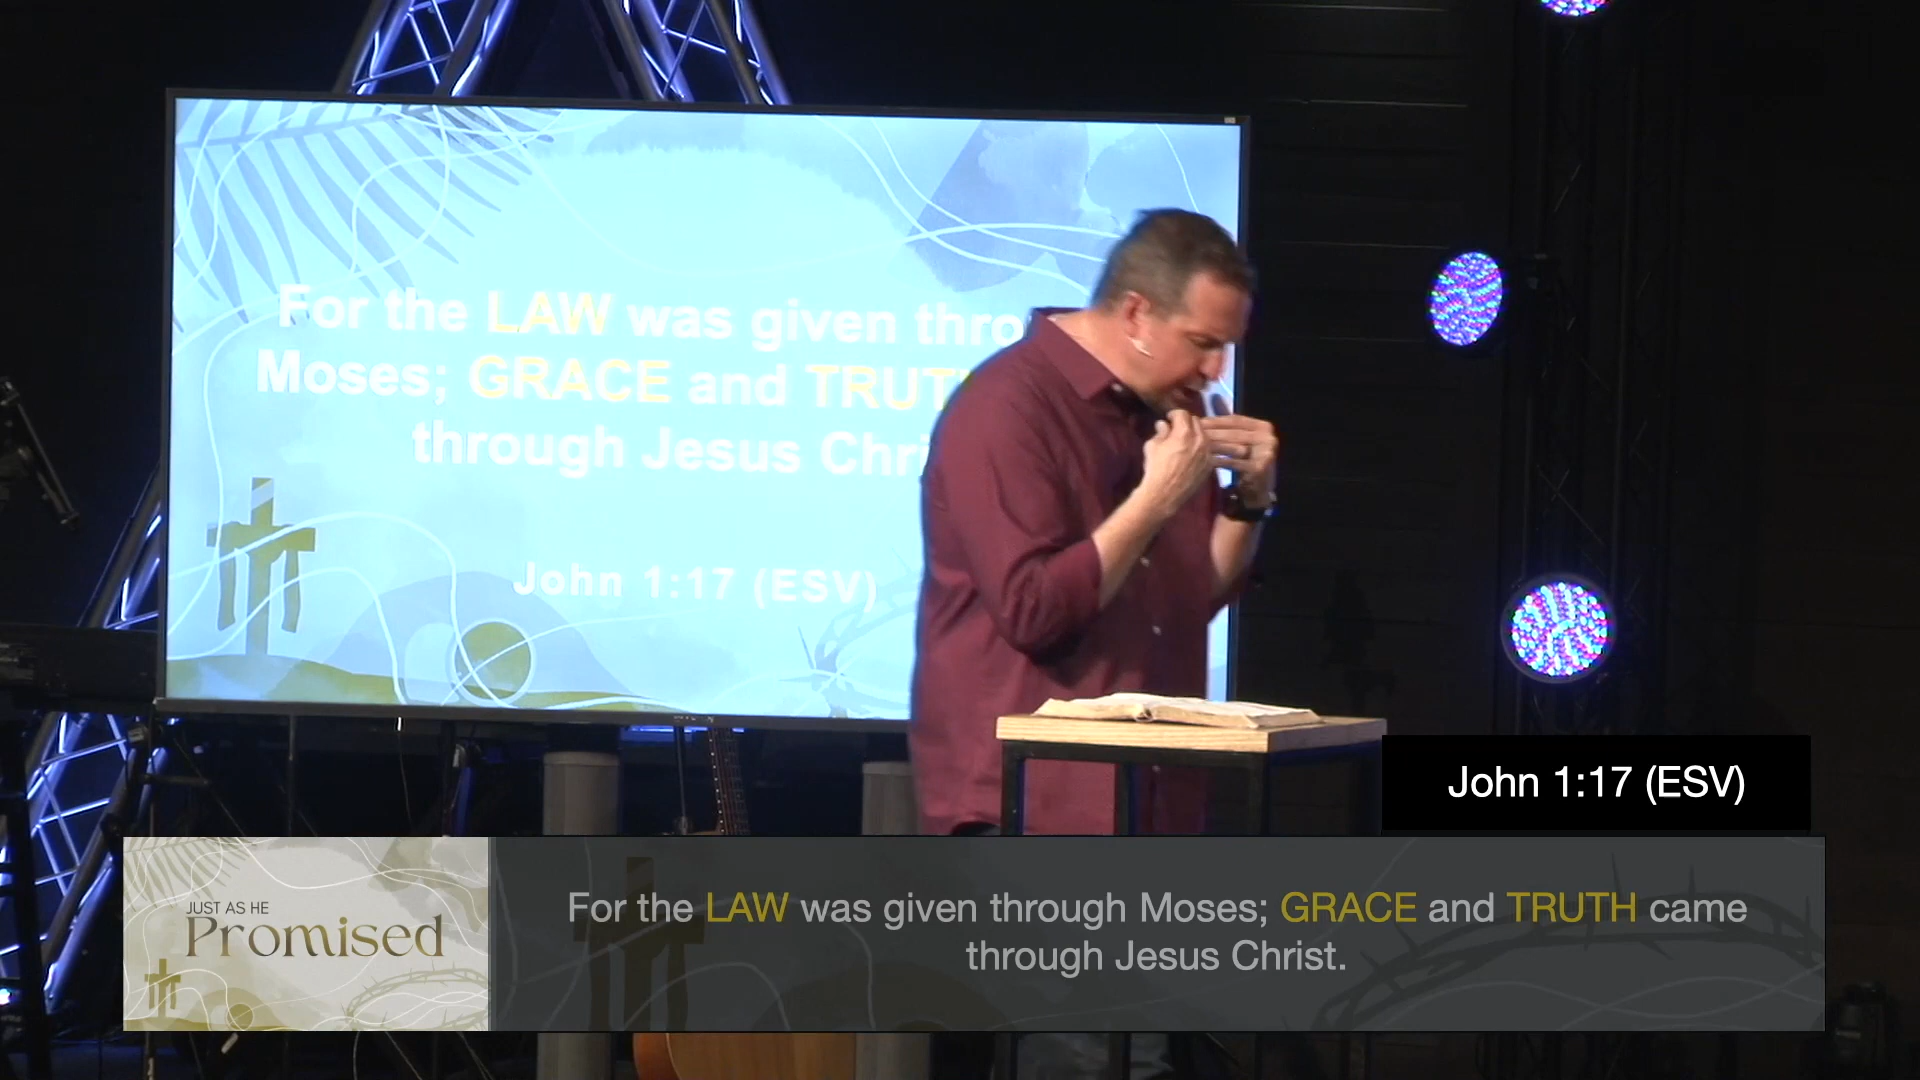 For the LAW was given thro
Moses; GRACE and TRUT
through Jesus Chri
John 1:17 (ESV)
John 1:17 (ESV)
JUST AS HE
Promised
For the LAW was given through Moses; GRACE and TRUTH came
through Jesus Christ.